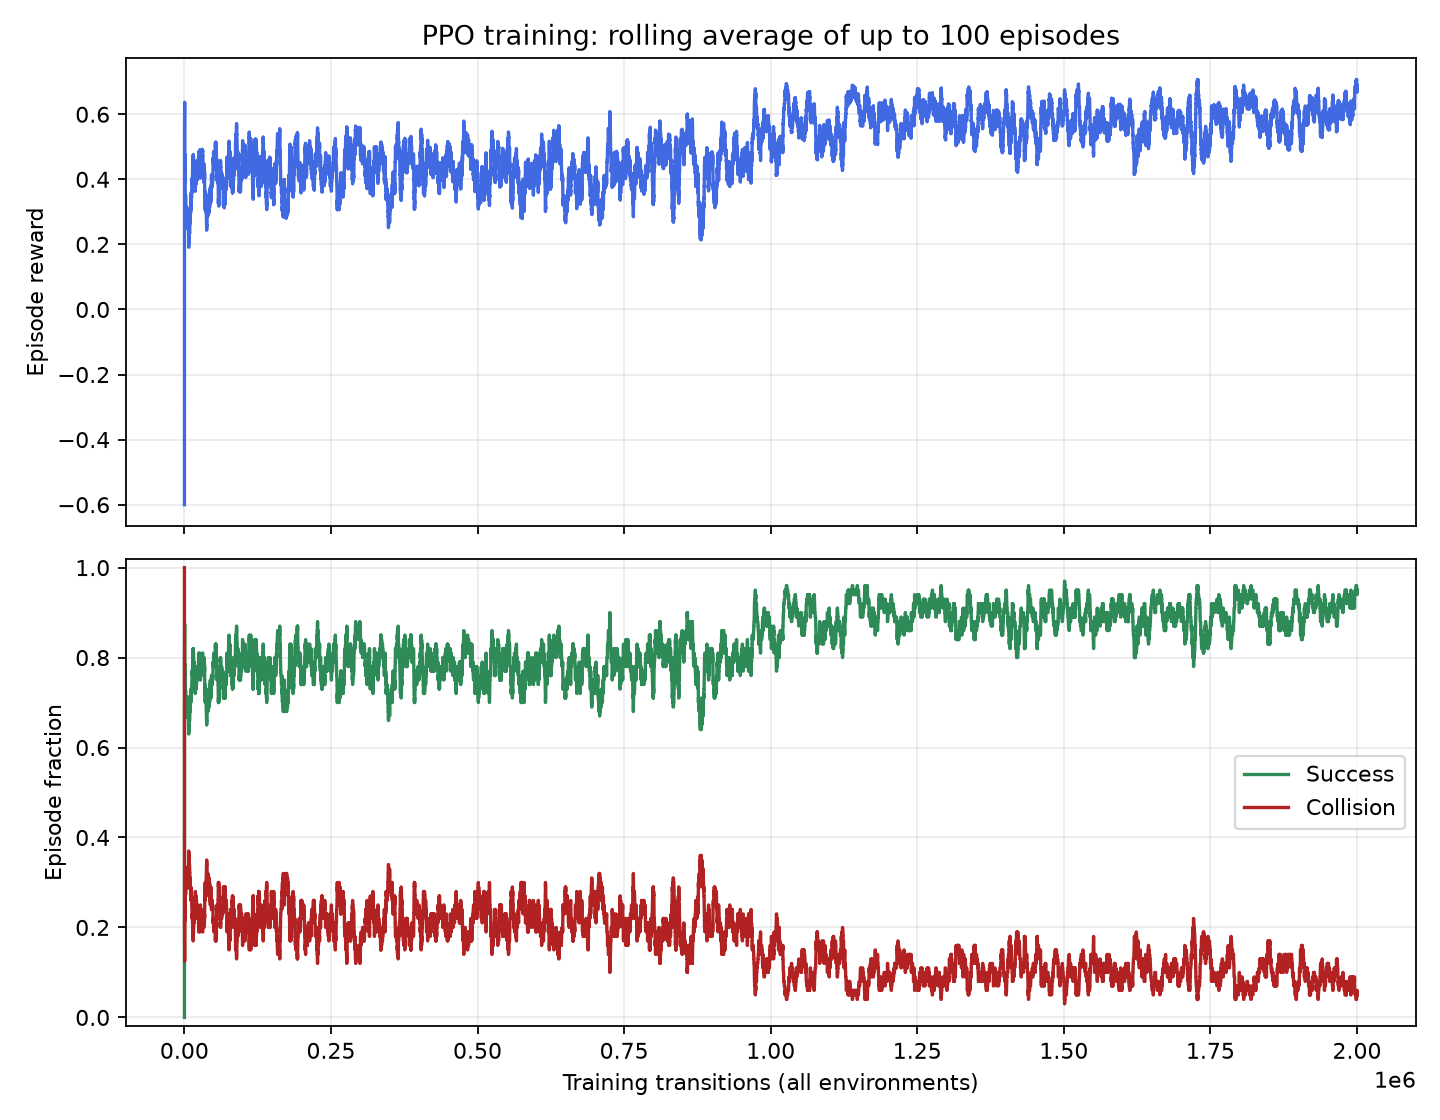 PPO training: rolling average of up to 100 episodes
Episode reward
0.6
0.4
0.2
0.0
−0.2
−0.4
−0.6
Episode fraction
1.0
0.8
0.6
0.4
0.2
0.0
Success
Collision
0.00 0.25 0.50 0.75 1.00 1.25 1.50 1.75 2.00
1e6
Training transitions (all environments)